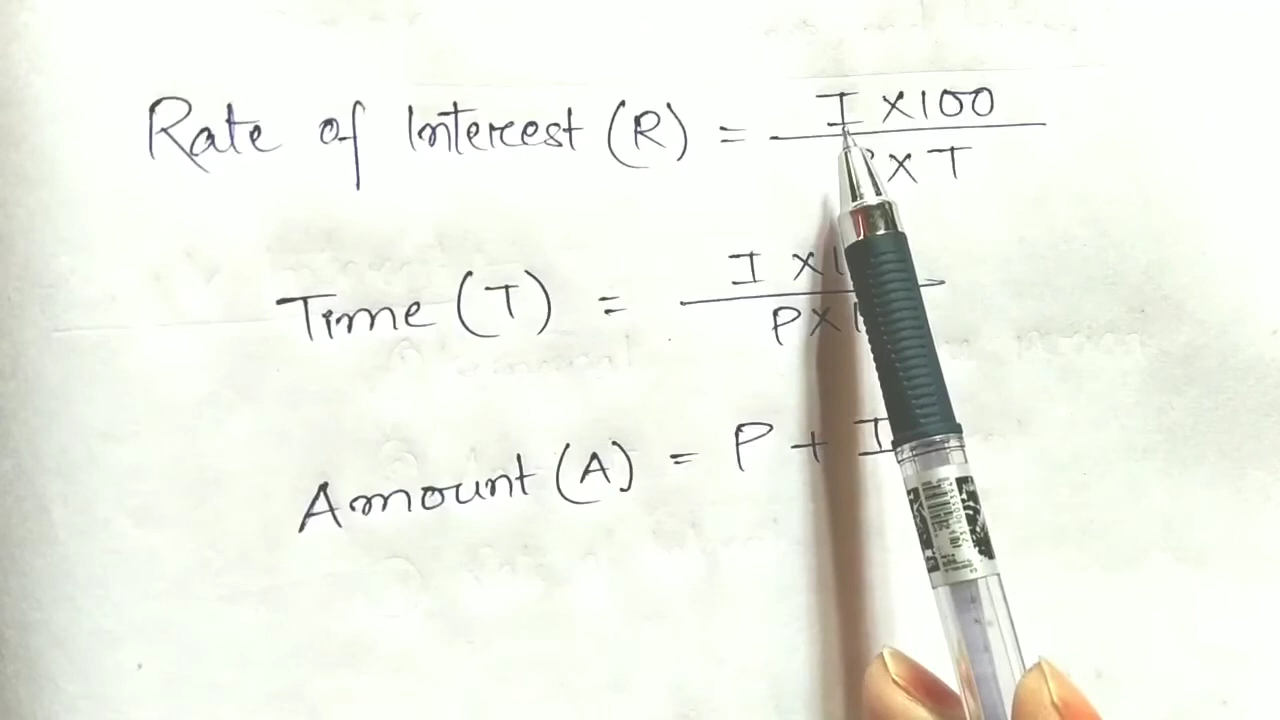 Rate of Interest (R) = I X100
X T
Time (T) = I X
P X
Amount (A) = P + I